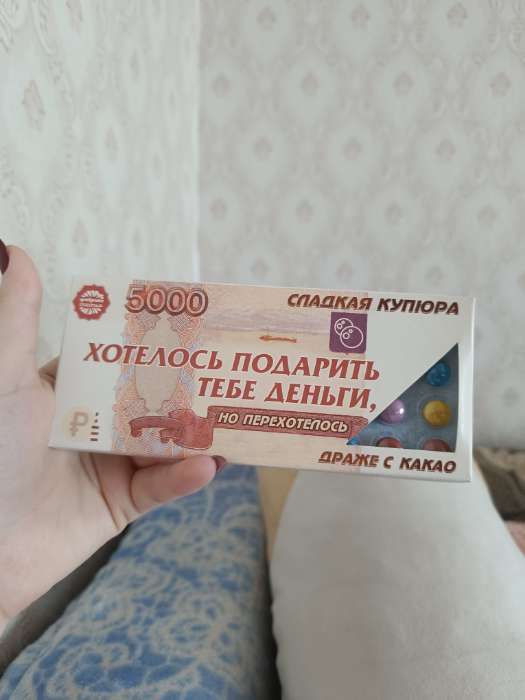 5000
СЛАДКАЯ КУПЮРА
ХОТЕЛОСЬ ПОДАРИТЬ
ТЕБЕ ДЕНЬГИ,
НО ПЕРЕХОТЕЛОСЬ
ДРАЖЕ С КАКАО